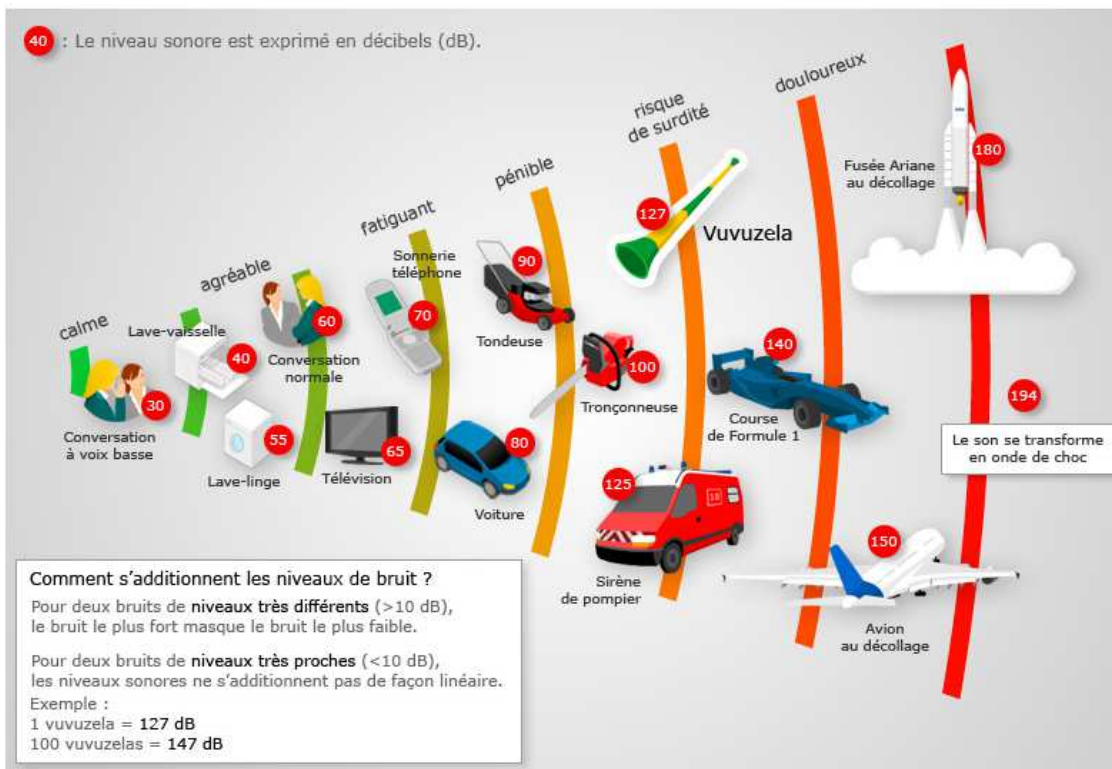 40 : Le niveau sonore est exprimé en décibels (dB).
calme
Conversation
à voix basse
30
agréable
Lave-vaisselle
40
Lave-linge
55
Conversation
normale
60
fatiguant
Télévision
65
Sonnerie
téléphone
70
pénible
Voiture
80
Tondeuse
90
Tronçonneuse
100
risque
de surdité
Sirène
de pompier
125
18
127
Vuvuzela
douloureux
140
Course
de Formule 1
150
Avion
au décollage
Fusée Ariane
au décollage
180
194
Le son se transforme
en onde de choc
Comment s'additionnent les niveaux de bruit ?
Pour deux bruits de niveaux très différents (>10 dB),
le bruit le plus fort masque le bruit le plus faible.
Pour deux bruits de niveaux très proches (<10 dB),
les niveaux sonores ne s'additionnent pas de façon linéaire.
Exemple :
1 vuvuzela = 127 dB
100 vuvuzelas = 147 dB